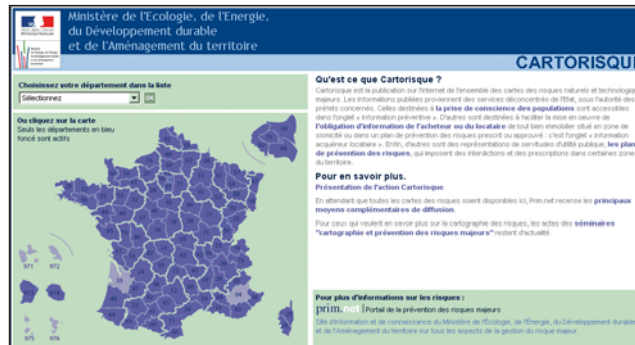 Ministère de l'Ecologie, de l'Energie,
du Développement durable
et de l'Aménagement du territoire
CARTORISQUE
Choisissez votre département dans la liste
Sélectionnez
OK
Ou cliquez sur la carte
Seuls les départements en bleu
foncé sont actifs
971 972
975 976
Qu'est ce que Cartorisque ?
Cartorisque est la publication sur l'internet de l'ensemble des cartes des risques naturels et technologiq
majeurs. Les informations publiées proviennent des services déconcentrés de l'Etat, sous l'autorité des
préfets concernés. Celles destinées à la prise de conscience des populations sont accessibles
dans l'onglet « Information préventive ». D'autres sont destinées à faciliter la mise en oeuvre de
l'obligation d'information de l'acheteur ou du locataire de tout bien immobilier situé en zone de
sismicité ou dans un plan de prévention des risques prescrit ou approuvé : c'est l'onglet « information
acquéreur locataire ». Enfin, d'autres sont des représentations de servitudes d'utilité publique, les plan
de prévention des risques, qui imposent des interdictions et des prescriptions dans certaines zone
du territoire.
Pour en savoir plus.
Présentation de l'action Cartorisque.
En attendant que toutes les cartes des risques soient disponibles ici, Prim.net recense les principaux
moyens complémentaires de diffusion.
Pour ceux qui veulent en savoir plus sur la cartographie des risques, les actes des séminaires
"cartographie et prévention des risques majeurs" restent d'actualité.
Pour plus d'informations sur les risques :
prim.net | Portail de la prévention des risques majeurs
Site d'information et de connaissance du Ministère de l'Écologie, de l'Énergie, du Développement durable
et de l'Aménagement du territoire sur tous les aspects de la gestion du risque majeur.